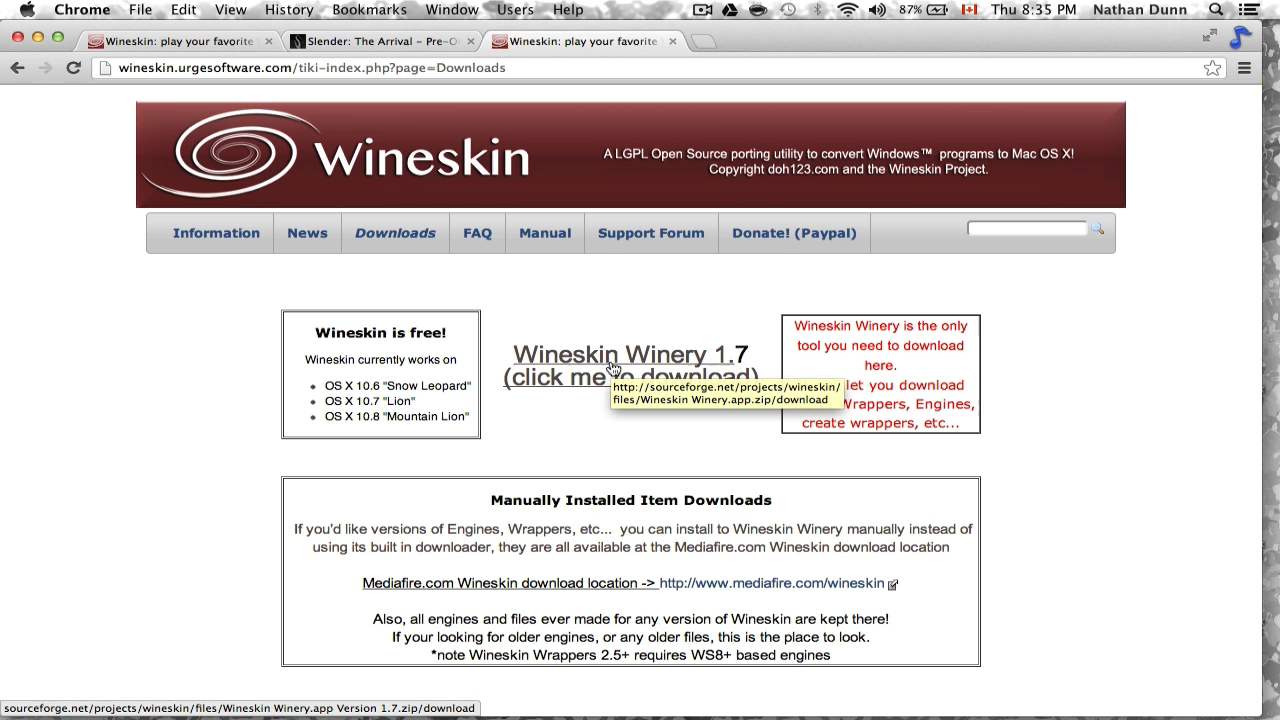 Chrome File Edit View History Bookmarks Window Users Help 87% Thu 8:35 PM Nathan Dunn
Wineskin: play your favorite
Slender: The Arrival - Pre-O
Wineskin: play your favorite
wineskin.urgesoftware.com/tiki-index.php?page=Downloads
Wineskin
A LGPL Open Source porting utility to convert Windows™ programs to Mac OS X!
Copyright doh123.com and the Wineskin Project.
Information News Downloads FAQ Manual Support Forum Donate! (Paypal)
Wineskin is free!
Wineskin currently works on
• OS X 10.6 "Snow Leopard"
• OS X 10.7 "Lion"
• OS X 10.8 "Mountain Lion"
Wineskin Winery 1.7
(click me to download)
http://sourceforge.net/projects/wineskin/
files/Wineskin Winery.app.zip/download
Wineskin Winery is the only
tool you need to download
here.
let you download
Wrappers, Engines,
create wrappers, etc...
Manually Installed Item Downloads
If you'd like versions of Engines, Wrappers, etc... you can install to Wineskin Winery manually instead of
using its built in downloader, they are all available at the Mediafire.com Wineskin download location
Mediafire.com Wineskin download location -> http://www.mediafire.com/wineskin
Also, all engines and files ever made for any version of Wineskin are kept there!
If your looking for older engines, or any older files, this is the place to look.
*note Wineskin Wrappers 2.5+ requires WS8+ based engines
sourceforge.net/projects/wineskin/files/Wineskin Winery.app Version 1.7.zip/download